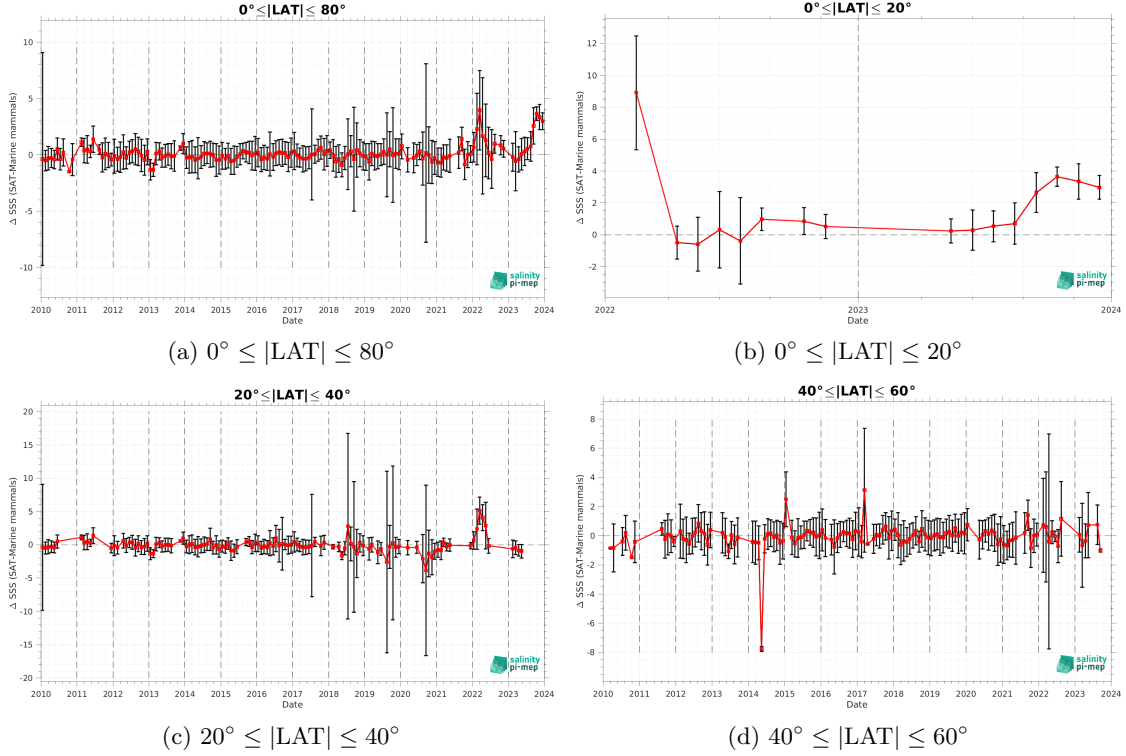 0°≤|LAT|≤ 80°
Δ SSS (SAT-Marine mammals)
10
5
0
-5
-10
2010 2011 2012 2013 2014 2015 2016 2017 2018 2019 2020 2021 2022 2023 2024
Date
salinity
pi-mep
(a) 0° ≤ |LAT| ≤ 80°
0°≤|LAT|≤ 20°
Δ SSS (SAT-Marine mammals)
12
10
8
6
4
2
0
-2
2022 2023 2024
Date
salinity
pi-mep
(b) 0° ≤ |LAT| ≤ 20°
20°≤|LAT|≤ 40°
Δ SSS (SAT-Marine mammals)
20
15
10
5
0
-5
-10
-15
-20
2010 2011 2012 2013 2014 2015 2016 2017 2018 2019 2020 2021 2022 2023 2024
Date
salinity
pi-mep
(c) 20° ≤ |LAT| ≤ 40°
40°≤|LAT|≤ 60°
Δ SSS (SAT-Marine mammals)
8
6
4
2
0
-2
-4
-6
-8
2010 2011 2012 2013 2014 2015 2016 2017 2018 2019 2020 2021 2022 2023 2024
Date
salinity
pi-mep
(d) 40° ≤ |LAT| ≤ 60°